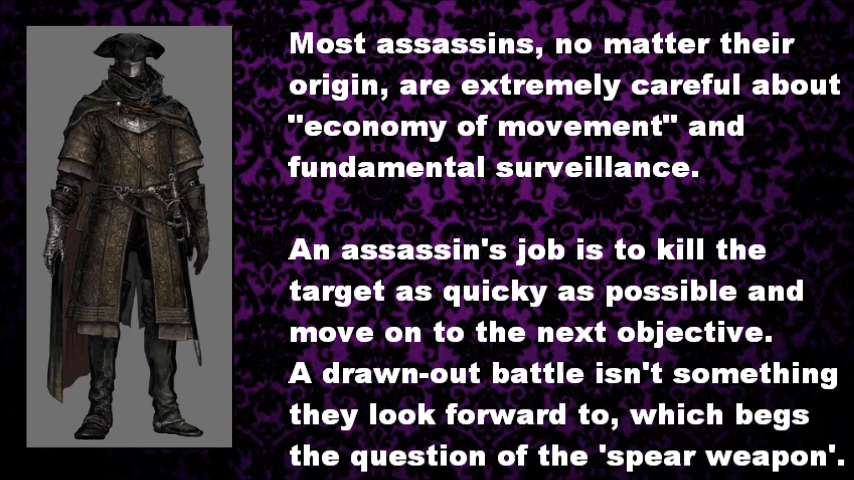 Most assassins, no matter their
origin, are extremely careful about
"economy of movement" and
fundamental surveillance.
An assassin's job is to kill the
target as quicky as possible and
move on to the next objective.
A drawn-out battle isn't something
they look forward to, which begs
the question of the 'spear weapon'.